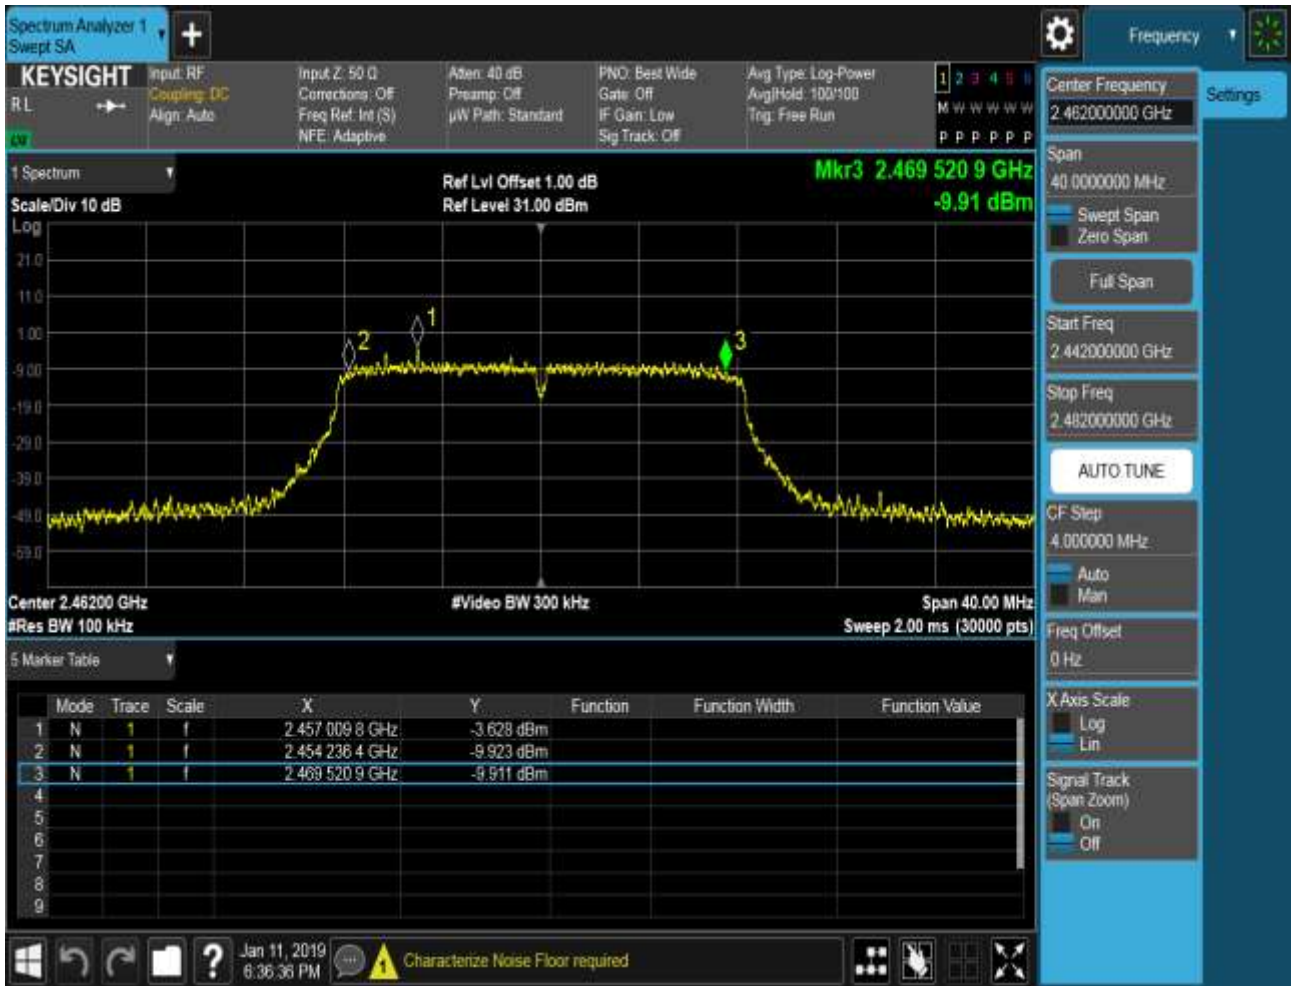 Spectrum Analyzer 1
Swept SA
Frequency
KEYSIGHT
RL
Input: RF
Coupling: DC
Align: Auto
Input Z: 50 Ω
Corrections: Off
Freq Ref: Int (S)
NFE: Adaptive
Atten: 40 dB
Preamp: Off
µW Path: Standard
PNO: Best Wide
Gate: Off
IF Gain: Low
Sig Track: Off
Avg Type: Log-Power
Avg|Hold: 100/100
Trig: Free Run
1 2 3 4 5 6
M W W W W W
P P P P P P
1 Spectrum
Scale/Div 10 dB
Ref Lvl Offset 1.00 dB
Ref Level 31.00 dBm
Mkr3 2.469 520 9 GHz
-9.91 dBm
Log
21.0
11.0
1.00
-9.00
-19.0
-29.0
-39.0
-49.0
-59.0
2
1
3
Center 2.46200 GHz
#Video BW 300 kHz
Span 40.00 MHz
#Res BW 100 kHz
Sweep 2.00 ms (30000 pts)
5 Marker Table
Mode Trace Scale X Y Function Function Width Function Value
1 N 1 f 2.457 009 8 GHz -3.628 dBm
2 N 1 f 2.454 236 4 GHz -9.923 dBm
3 N 1 f 2.469 520 9 GHz -9.911 dBm
4
5
6
7
8
9
Jan 11, 2019
6:36:36 PM
1
Characterize Noise Floor required
?
Settings
Center Frequency
2.462000000 GHz
Span
40.0000000 MHz
Swept Span
Zero Span
Full Span
Start Freq
2.442000000 GHz
Stop Freq
2.482000000 GHz
AUTO TUNE
CF Step
4.000000 MHz
Auto
Man
Freq Offset
0 Hz
X Axis Scale
Log
Lin
Signal Track
(Span Zoom)
On
Off